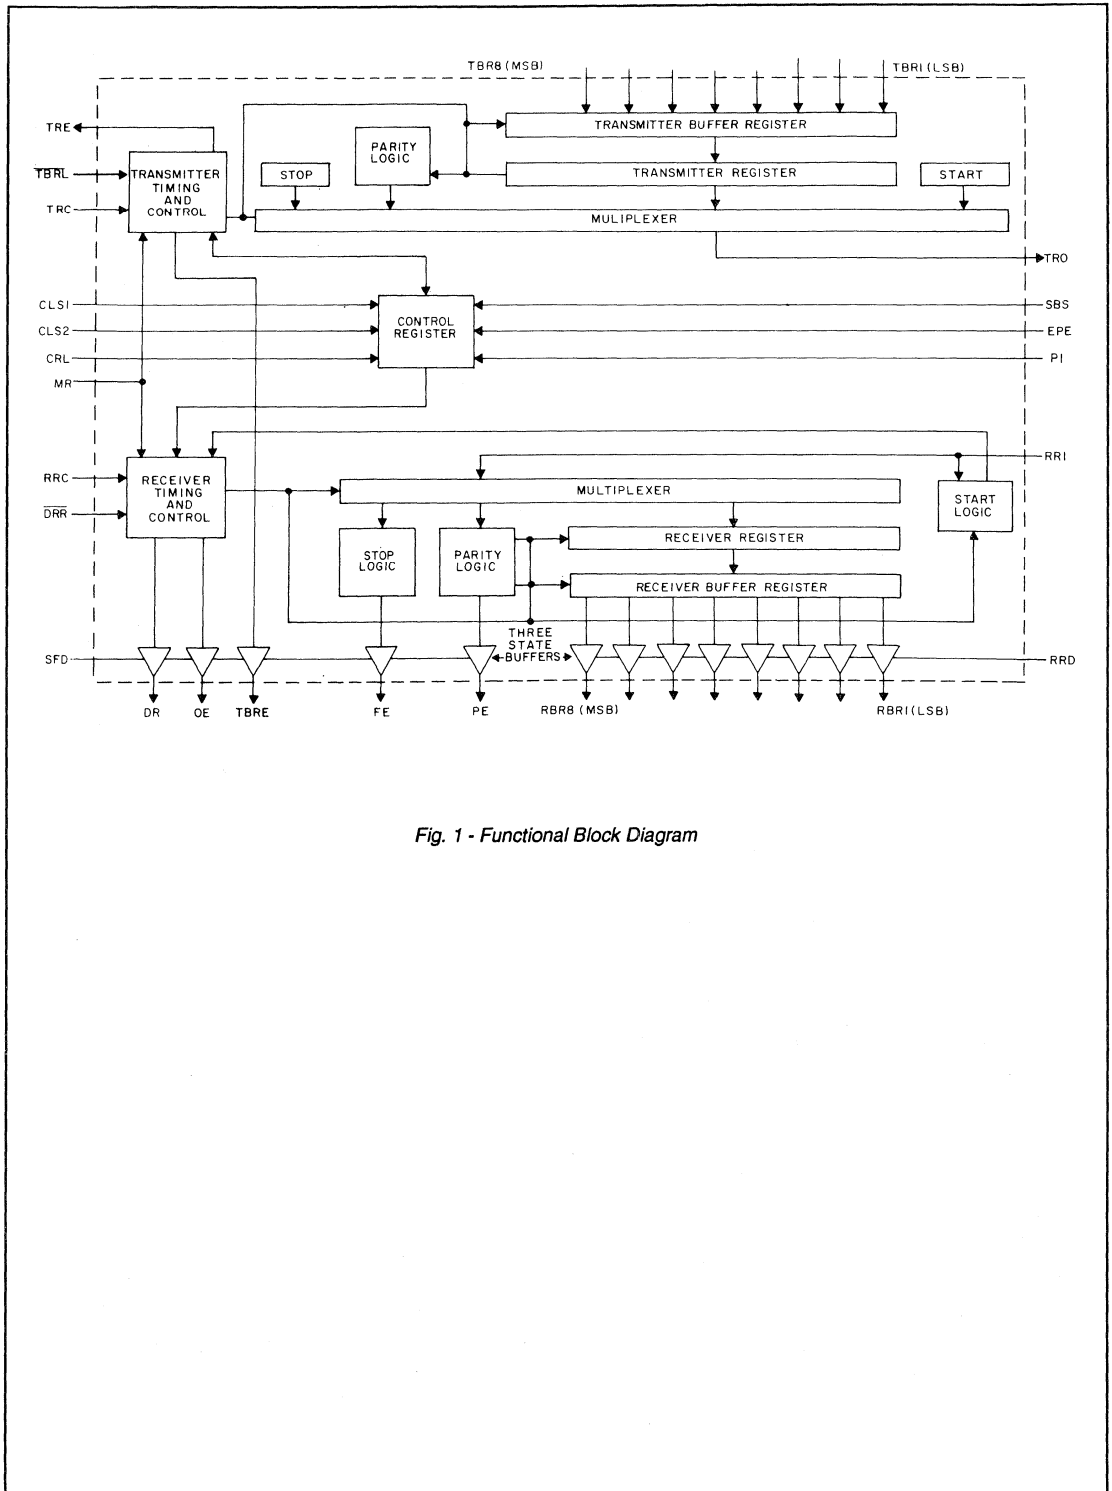 TBR8 (MSB)
TBR1 (LSB)
TRE
TBRL
TRC
TRANSMITTER
TIMING
AND
CONTROL
STOP
PARITY
LOGIC
TRANSMITTER BUFFER REGISTER
TRANSMITTER REGISTER
START
MULIPLEXER
TRO
CLS1
CLS2
CRL
MR
CONTROL
REGISTER
SBS
EPE
PI
RRC
DRR
RECEIVER
TIMING
AND
CONTROL
MULTIPLEXER
RRI
START
LOGIC
STOP
LOGIC
PARITY
LOGIC
RECEIVER REGISTER
RECEIVER BUFFER REGISTER
THREE
STATE
BUFFERS
SFD
RRD
DR
OE
TBRE
FE
PE
RBR8 (MSB)
RBR1 (LSB)
Fig. 1 - Functional Block Diagram